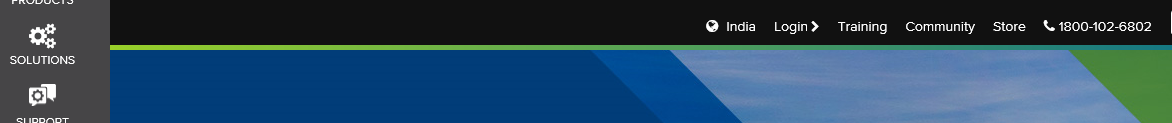 PRODUCTS
India Login Training Community Store 1800-102-6802
SOLUTIONS
SUPPORT